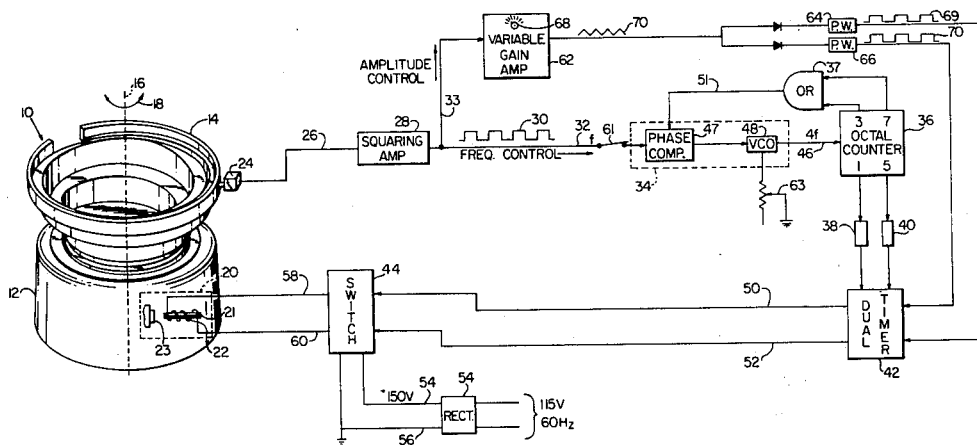 68
70
64
P.W.
69
VARIABLE
GAIN
AMP
62
P.W.
70
66
16
18
AMPLITUDE
CONTROL
37
OR
51
14
10
33
28
30
3 7
36
26
SQUARING
AMP
32
f
61
PHASE
COMP.
47
48
VCO
4f
OCTAL
COUNTER
24
FREQ. CONTROL
46
1 5
34
63
38
40
20
44
12
58
SWITCH
50
DUAL
TIMER
21
23
22
60
52
42
150V
54
54
115V
60Hz
RECT.
56